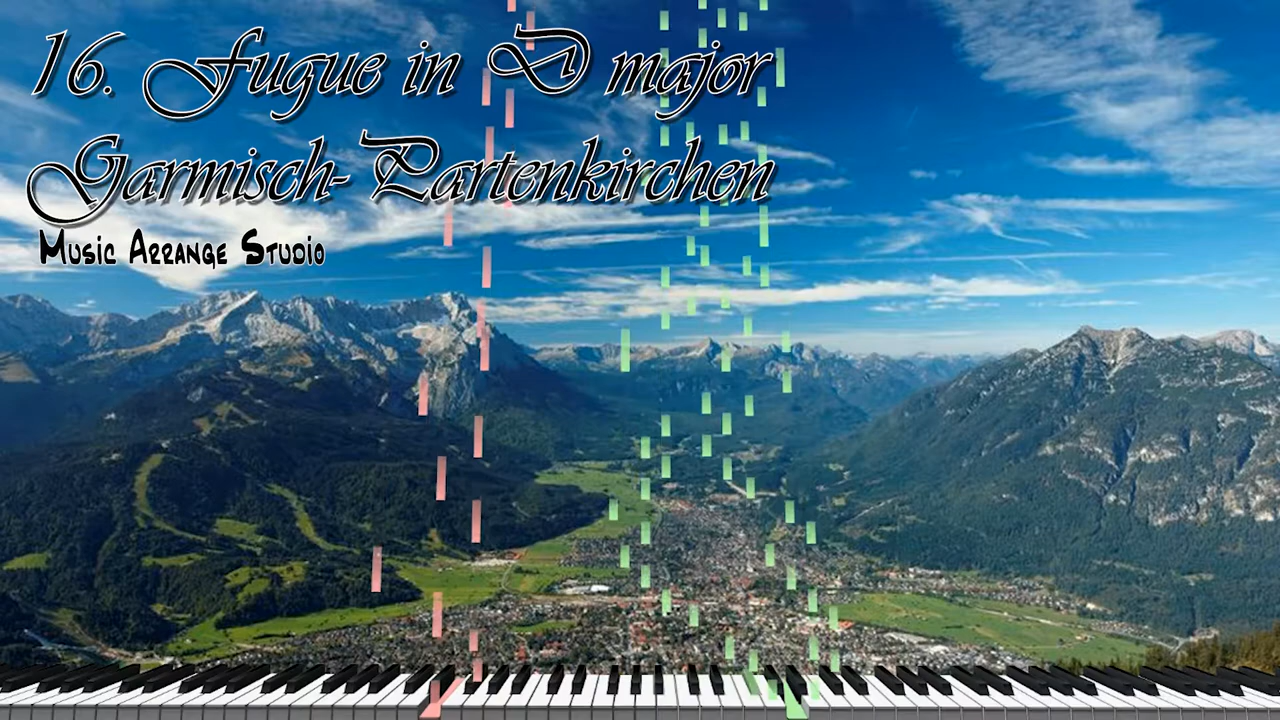 16. Fugue in D major
Garmisch-Partenkirchen
Music Arrange Studio